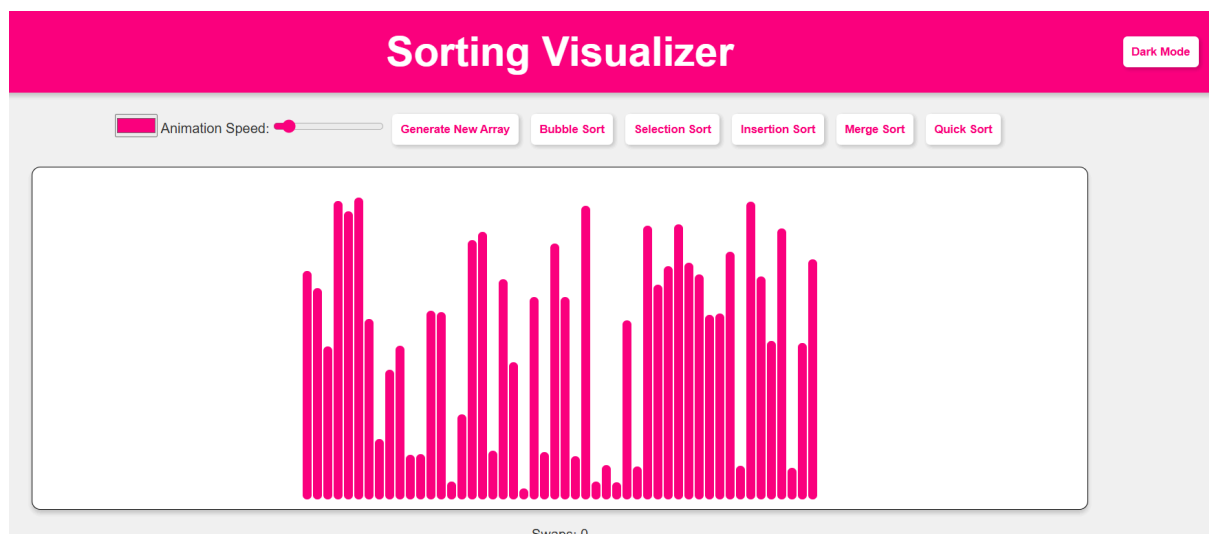 Sorting Visualizer
Dark Mode
Animation Speed: Generate New Array Bubble Sort Selection Sort Insertion Sort Merge Sort Quick Sort
Swaps: 0